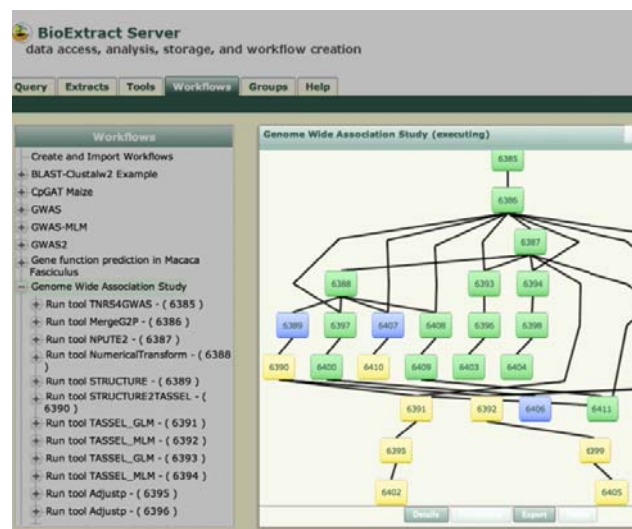 BioExtract Server
data access, analysis, storage, and workflow creation
Query Extracts Tools Workflows Groups Help
Workflows
Create and Import Workflows
BLAST-Clustalw2 Example
CpGAT Maize
GWAS
GWAS-MLM
GWAS2
Gene function prediction in Macaca
Fasciculus
Genome Wide Association Study
Run tool TNRS4GWAS - ( 6385 )
Run tool MergeG2P - ( 6386 )
Run tool NPUTE2 - ( 6387 )
Run tool NumericalTransform - ( 6388
)
Run tool STRUCTURE - ( 6389 )
Run tool STRUCTURE2TASSEL - (
6390 )
Run tool TASSEL_GLM - ( 6391 )
Run tool TASSEL_MLM - ( 6392 )
Run tool TASSEL_GLM - ( 6393 )
Run tool TASSEL_MLM - ( 6394 )
Run tool Adjustp - ( 6395 )
Run tool Adjustp - ( 6396 )
Genome Wide Association Study (executing)
6385
6386
6387
6388 6393 6394
6389 6397 6407 6408 6396 6398
6390 6400 6410 6409 6403 6404
6391 6392 6406 6411
6395 6399
6402 6405
Details Export